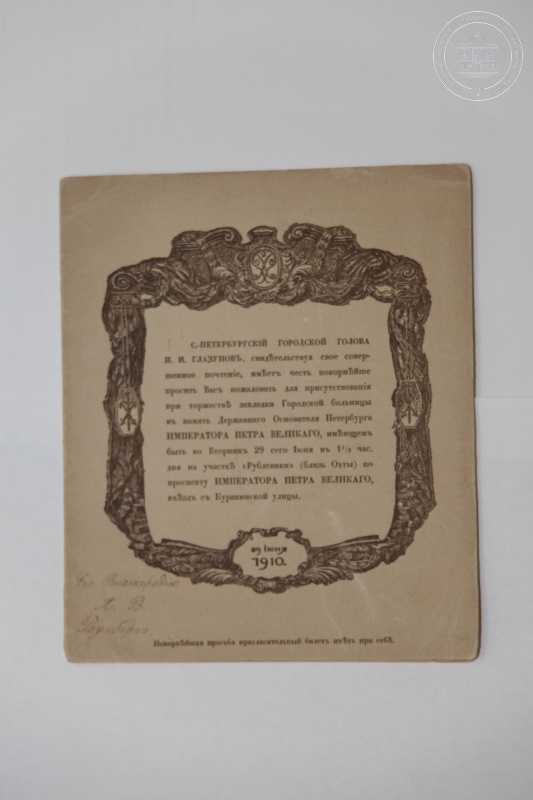 С.-ПЕТЕРБУРГСКІЙ ГОРОДСКОЙ ГОЛОВА
И. И. ГЛАЗУНОВЪ, свидѣтельствуя свое совер-
шенное почтеніе, имѣетъ честь покорнѣйше
просить Васъ пожаловать для присутствованія
при торжествѣ закладки Городской больницы
въ память Державнаго Основателя Петербурга
ИМПЕРАТОРА ПЕТРА ВЕЛИКАГО, имѣющемъ
быть во Вторникъ 29 сего Іюня въ 1½ час.
дня на участкѣ «Рублевики» (близь Охты) по
проспекту ИМПЕРАТОРА ПЕТРА ВЕЛИКАГО,
въѣздъ съ Куракинской улицы.
29 Іюня
1910.
Его Высокородію
А. В.
Розенбергъ
Покорнѣйшая просьба пригласительный билетъ имѣть при себѣ.